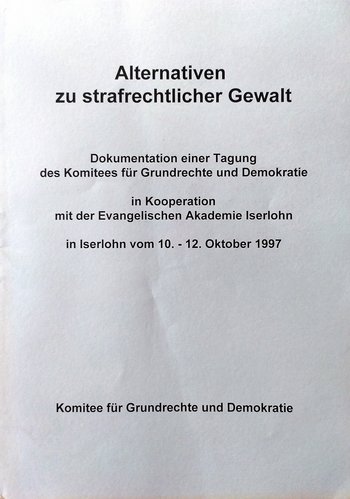 Alternativen
zu strafrechtlicher Gewalt
Dokumentation einer Tagung
des Komitees für Grundrechte und Demokratie
in Kooperation
mit der Evangelischen Akademie Iserlohn
in Iserlohn vom 10. - 12. Oktober 1997
Komitee für Grundrechte und Demokratie